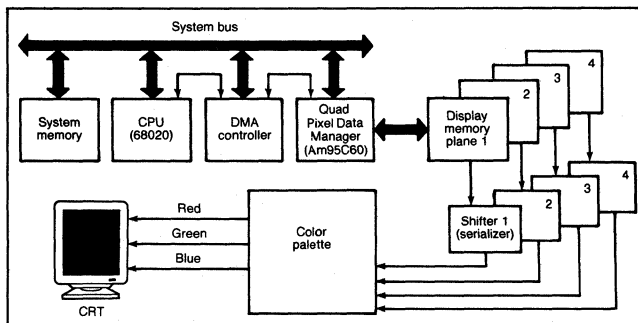 System bus
System
memory
CPU
(68020)
DMA
controller
Quad
Pixel Data
Manager
(Am95C60)
Display
memory
plane 1
2
3
4
Shifter 1
(serializer)
2
3
4
Color
palette
Red
Green
Blue
CRT